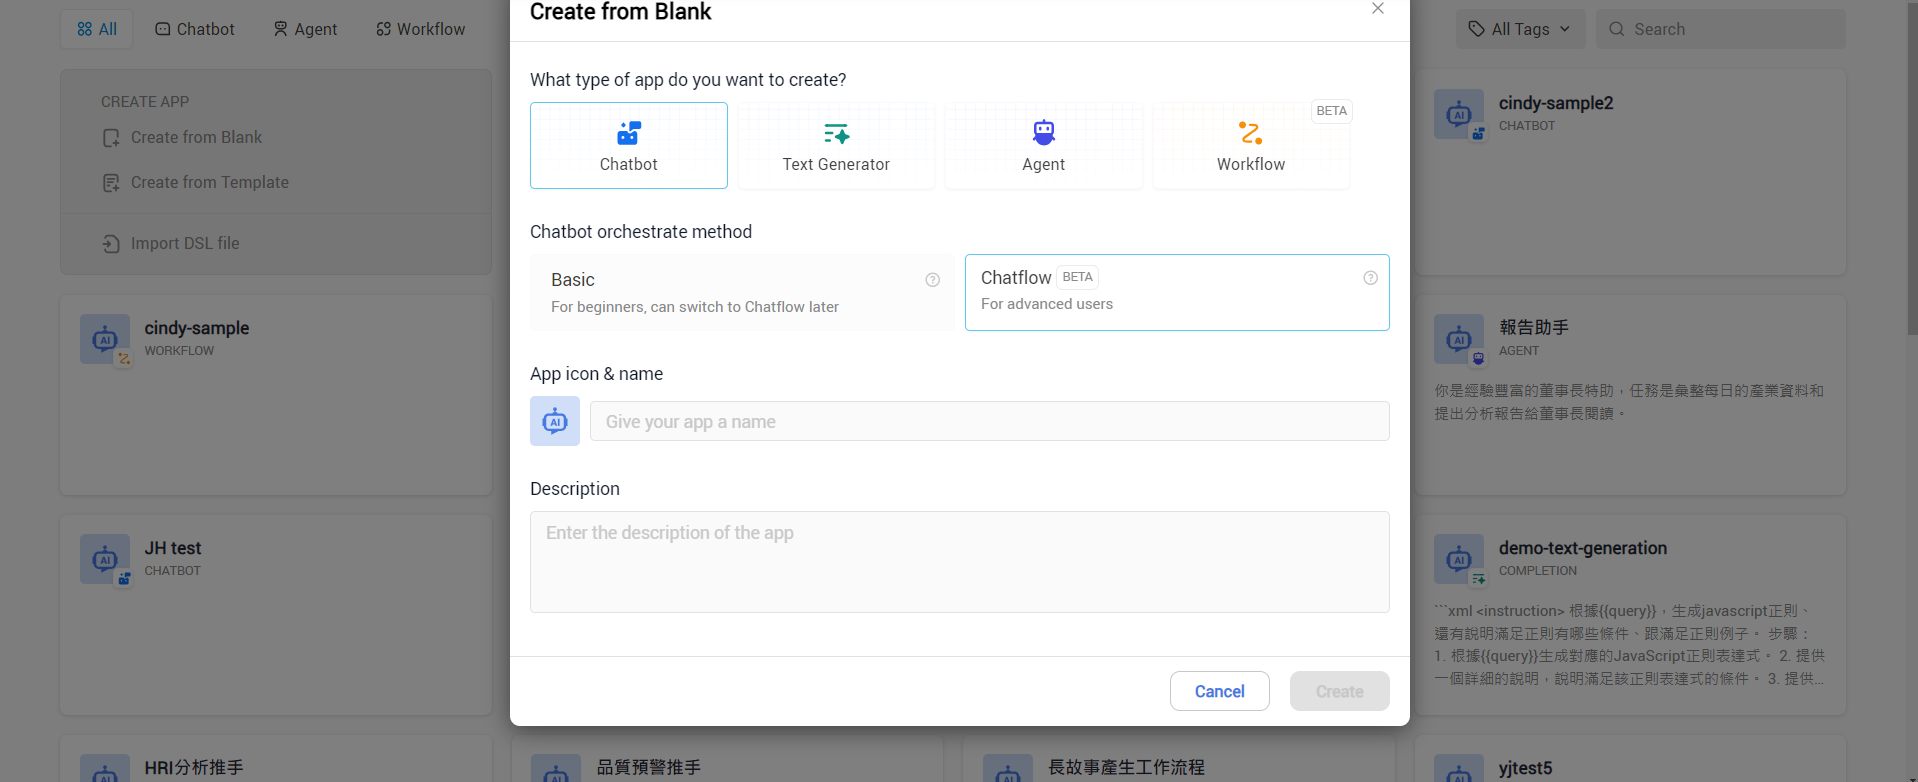 All
Chatbot
Agent
Workflow
CREATE APP
Create from Blank
Create from Template
Import DSL file
cindy-sample
WORKFLOW
JH test
CHATBOT
HRI分析推手
品質預警推手
長故事產生工作流程
yjtest5
All Tags
Search
cindy-sample2
CHATBOT
報告助手
AGENT
你是經驗豐富的董事長特助，任務是彙整每日的產業資料和
提出分析報告給董事長閱讀。
demo-text-generation
COMPLETION
```xml <instruction> 根據{{query}}，生成javascript正則、
還有說明滿足正則有哪些條件、跟滿足正則例子。 步驟：
1. 根據{{query}}生成對應的JavaScript正則表達式。 2. 提供
一個詳細的說明，說明滿足該正則表達式的條件。 3. 提供...
Create from Blank
What type of app do you want to create?
Chatbot
Text Generator
Agent
BETA
Workflow
Chatbot orchestrate method
Basic
For beginners, can switch to Chatflow later
Chatflow BETA
For advanced users
App icon & name
AI
Give your app a name
Description
Enter the description of the app
Cancel
Create